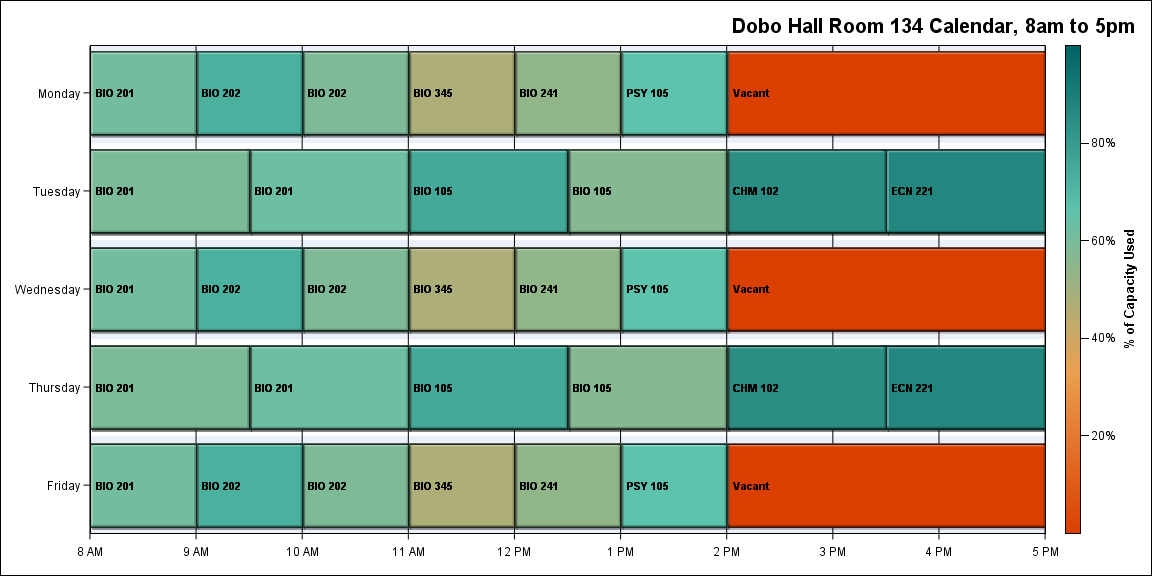 Dobo Hall Room 134 Calendar, 8am to 5pm
Monday
BIO 201 BIO 202 BIO 202 BIO 345 BIO 241 PSY 105 Vacant
Tuesday
BIO 201 BIO 201 BIO 105 BIO 105 CHM 102 ECN 221
Wednesday
BIO 201 BIO 202 BIO 202 BIO 345 BIO 241 PSY 105 Vacant
Thursday
BIO 201 BIO 201 BIO 105 BIO 105 CHM 102 ECN 221
Friday
BIO 201 BIO 202 BIO 202 BIO 345 BIO 241 PSY 105 Vacant
8 AM 9 AM 10 AM 11 AM 12 PM 1 PM 2 PM 3 PM 4 PM 5 PM
80%
60%
40%
20%
% of Capacity Used